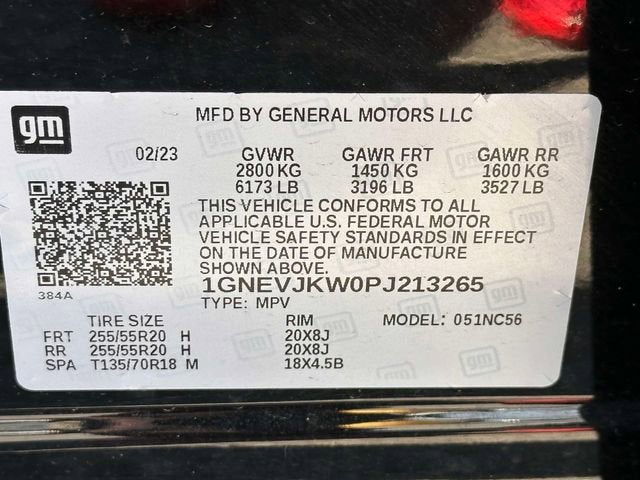 gm
MFD BY GENERAL MOTORS LLC
02/23 GVWR GAWR FRT GAWR RR
2800 KG 1450 KG 1600 KG
6173 LB 3196 LB 3527 LB
THIS VEHICLE CONFORMS TO ALL
APPLICABLE U.S. FEDERAL MOTOR
VEHICLE SAFETY STANDARDS IN EFFECT
ON THE DATE OF MANUFACTURE
SHOWN ABOVE.
384A
1GNEVJKW0PJ213265
TYPE: MPV
TIRE SIZE RIM MODEL: 051NC56
FRT 255/55R20 H 20X8J
RR 255/55R20 H 20X8J
SPA T135/70R18 M 18X4.5B